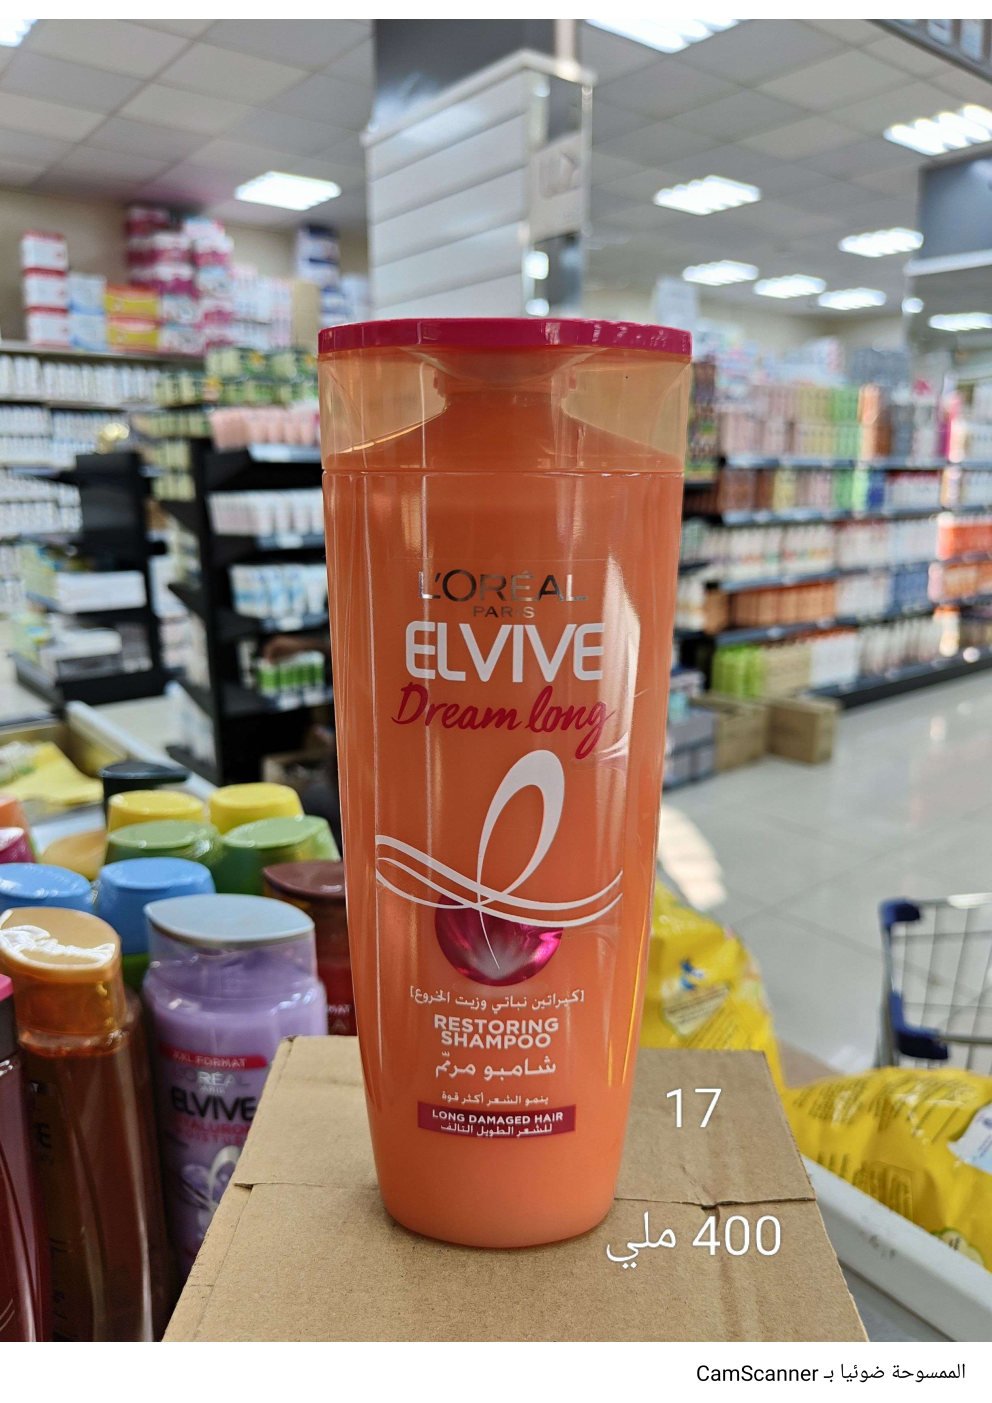 L'ORÉAL
PARIS
ELVIVE
Dream long
[كيراتين نباتي وزيت الخروع]
RESTORING
SHAMPOO
شامبو مرمّم
ينمو الشعر أكثر قوة
LONG DAMAGED HAIR
للشعر الطويل التالف
17
400 ملي
ELVIVE
الممسوحة ضوئيا بـ CamScanner